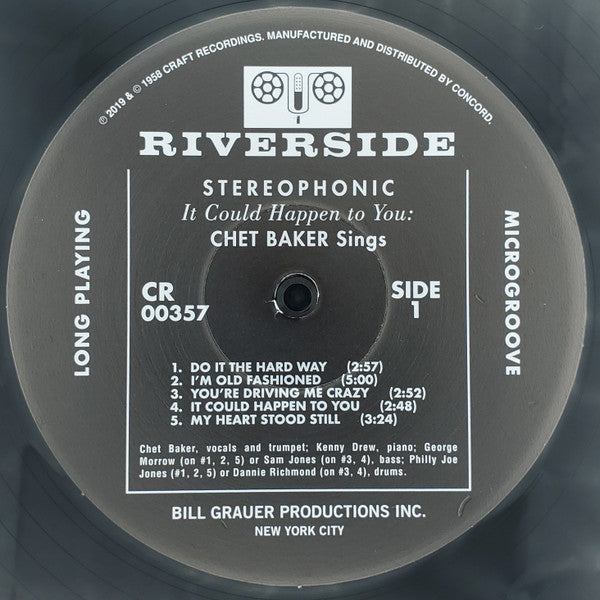 ℗ 2019 & © 1958 CRAFT RECORDINGS. MANUFACTURED AND DISTRIBUTED BY CONCORD.
RIVERSIDE
STEREOPHONIC
It Could Happen to You:
CHET BAKER Sings
LONG PLAYING
MICROGROOVE
CR
00357
SIDE
1
1. DO IT THE HARD WAY (2:57)
2. I'M OLD FASHIONED (5:00)
3. YOU'RE DRIVING ME CRAZY (2:52)
4. IT COULD HAPPEN TO YOU (2:48)
5. MY HEART STOOD STILL (3:24)
Chet Baker, vocals and trumpet; Kenny Drew, piano; George
Morrow (on #1, 2, 5) or Sam Jones (on #3, 4), bass; Philly Joe
Jones (#1, 2, 5) or Dannie Richmond (on #3, 4), drums.
BILL GRAUER PRODUCTIONS INC.
NEW YORK CITY